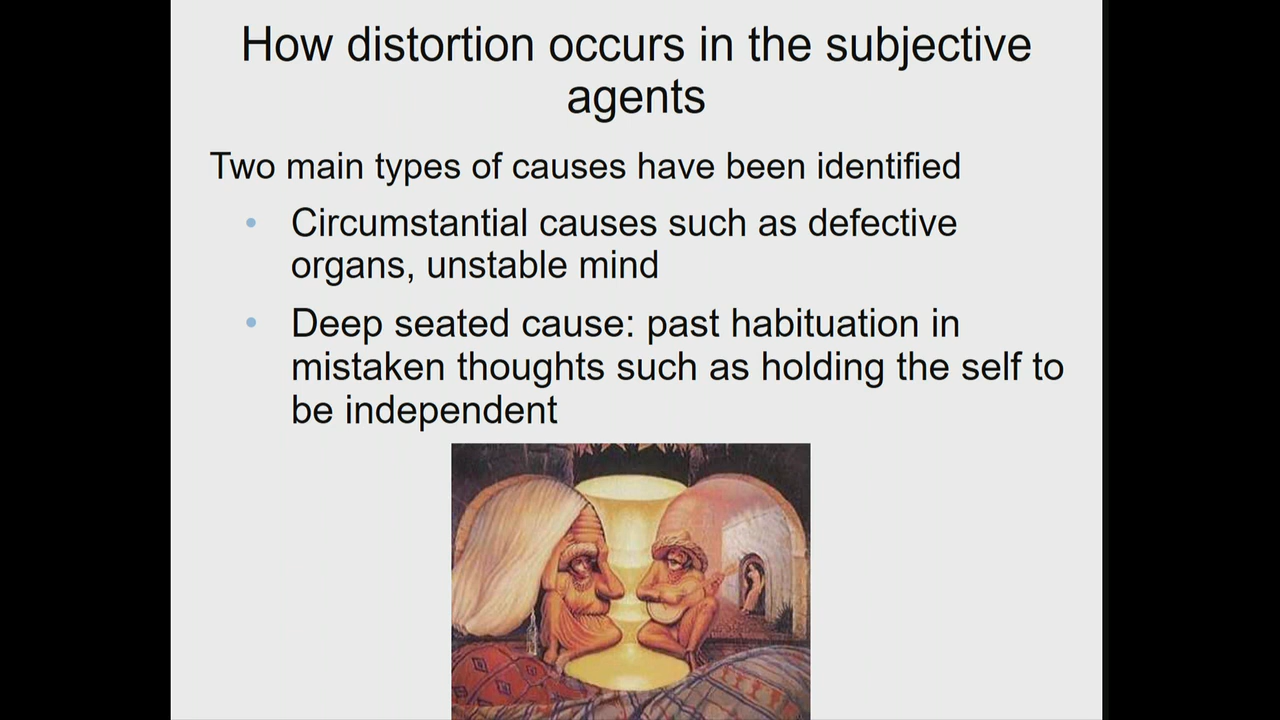 How distortion occurs in the subjective
agents
Two main types of causes have been identified
• Circumstantial causes such as defective
organs, unstable mind
• Deep seated cause: past habituation in
mistaken thoughts such as holding the self to
be independent